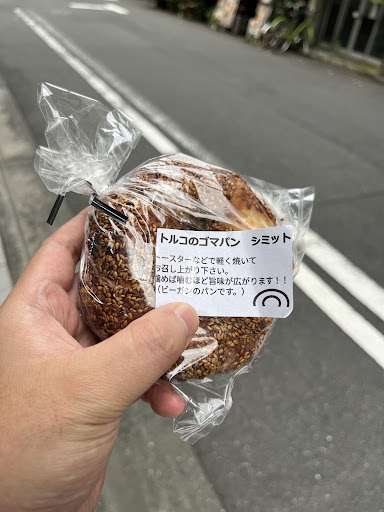 トルコのゴマパン　シミット
ースターなどで軽く焼いて
お召し上がり下さい。
噛めば噛むほど旨味が広がります！！
（ビーガンのパンです。）